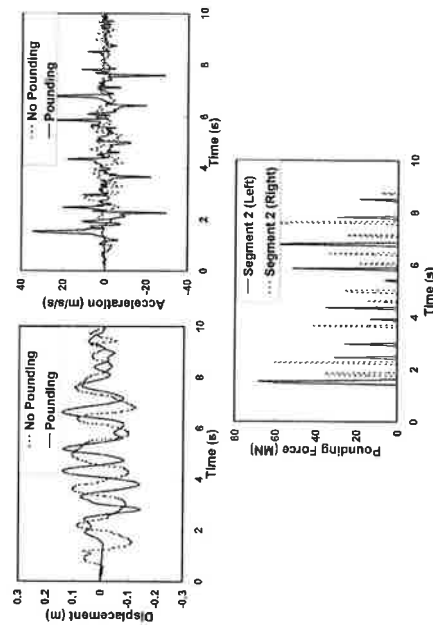 0.3
0.2
0.1
0
-0.1
-0.2
-0.3
Displacement (m)
No Pounding
Pounding
0 2 4 6 8 10
Time (s)
40
20
0
-20
-40
Acceleration (m/s/s)
No Pounding
Pounding
0 2 4 6 8 10
Time (s)
80
60
40
20
0
Pounding Force (MN)
Segment 2 (Left)
Segment 2 (Right)
0 2 4 6 8 10
Time (s)